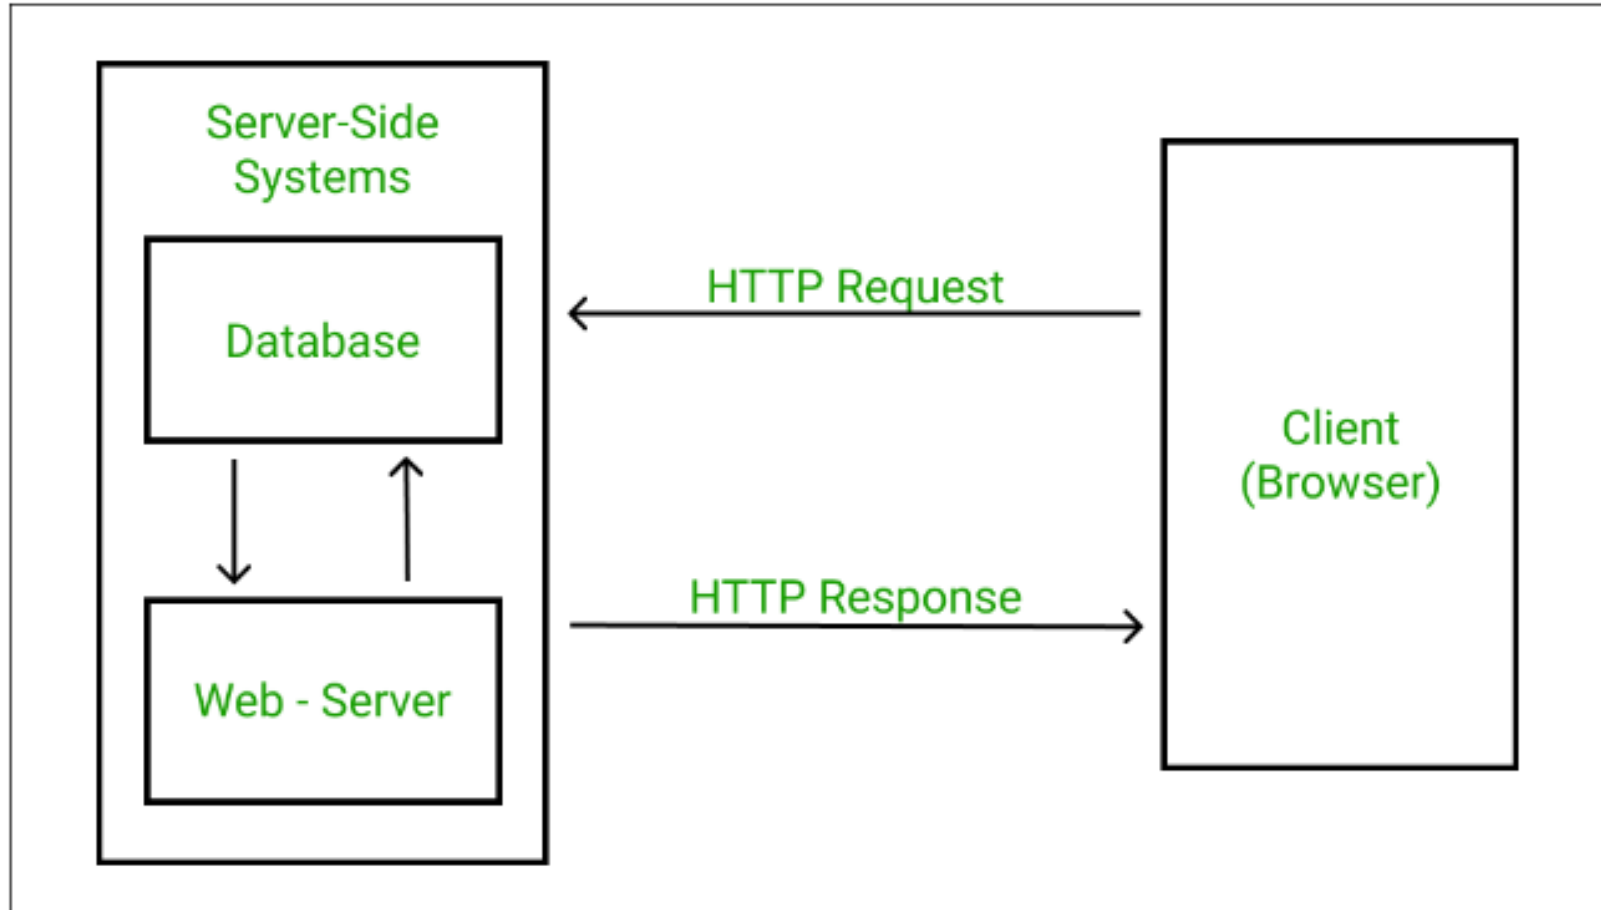 Server-Side
Systems
Database
Web - Server
HTTP Request
HTTP Response
Client
(Browser)